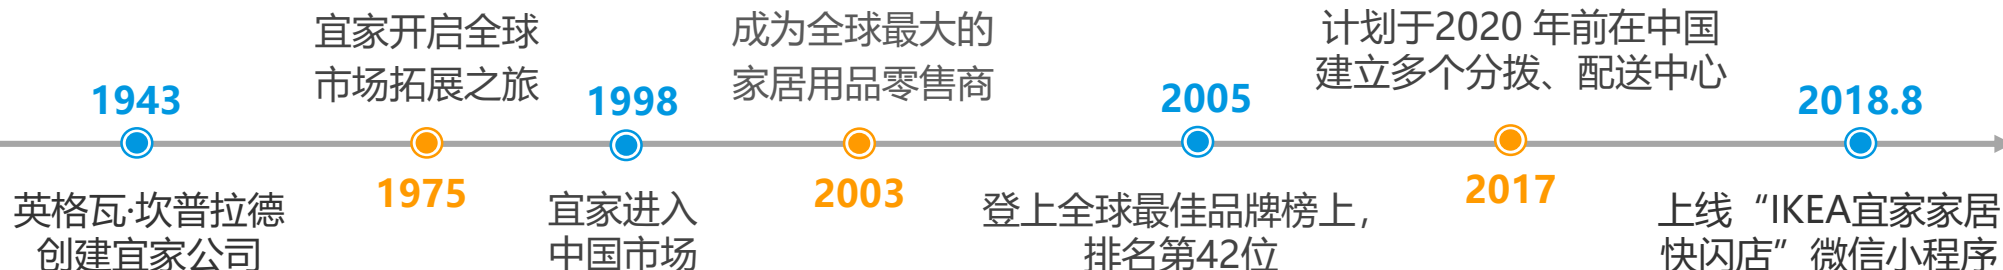 1943
英格瓦·坎普拉德
创建宜家公司
宜家开启全球
市场拓展之旅
1975
1998
宜家进入
中国市场
成为全球最大的
家居用品零售商
2003
2005
登上全球最佳品牌榜上，
排名第42位
计划于2020 年前在中国
建立多个分拨、配送中心
2017
2018.8
上线“IKEA宜家家居
快闪店”微信小程序